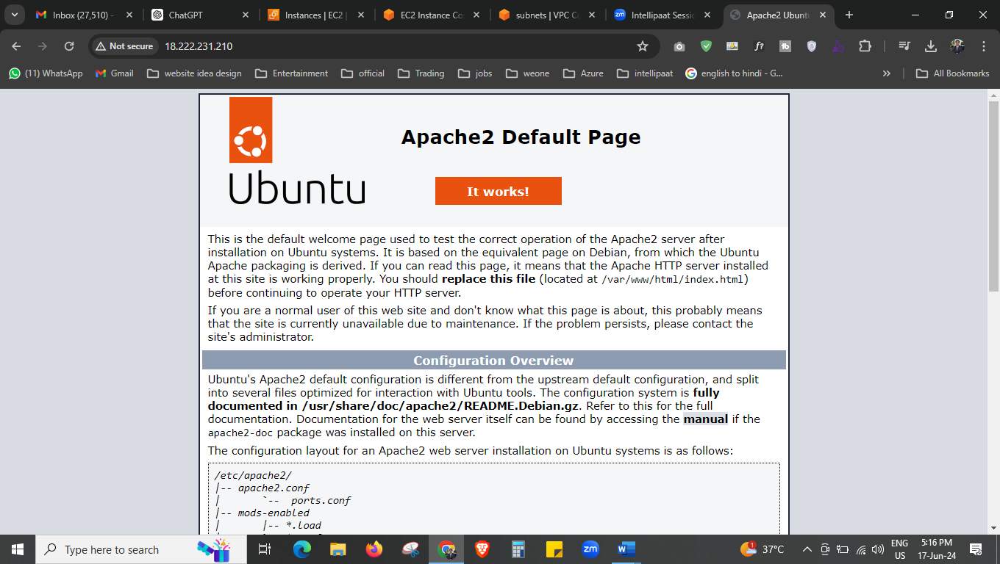 Inbox (27,510) -
ChatGPT
Instances | EC2 |
EC2 Instance Co
subnets | VPC C
zm
Intellipaat Sessi
Apache2 Ubunt
Not secure
18.222.231.210
f?
(11) WhatsApp
Gmail
website idea design
Entertainment
official
Trading
jobs
weone
Azure
intellipaat
english to hindi - G...
»
All Bookmarks
Apache2 Default Page
Ubuntu
It works!
This is the default welcome page used to test the correct operation of the Apache2 server after
installation on Ubuntu systems. It is based on the equivalent page on Debian, from which the Ubuntu
Apache packaging is derived. If you can read this page, it means that the Apache HTTP server installed
at this site is working properly. You should replace this file (located at /var/www/html/index.html)
before continuing to operate your HTTP server.
If you are a normal user of this web site and don't know what this page is about, this probably means
that the site is currently unavailable due to maintenance. If the problem persists, please contact the
site's administrator.
Configuration Overview
Ubuntu's Apache2 default configuration is different from the upstream default configuration, and split
into several files optimized for interaction with Ubuntu tools. The configuration system is fully
documented in /usr/share/doc/apache2/README.Debian.gz. Refer to this for the full
documentation. Documentation for the web server itself can be found by accessing the manual if the
apache2-doc package was installed on this server.
The configuration layout for an Apache2 web server installation on Ubuntu systems is as follows:
/etc/apache2/
|-- apache2.conf
|       `--  ports.conf
|-- mods-enabled
|       |-- *.load
Type here to search
zm
W
1
37°C
ENG
US
5:16 PM
17-Jun-24